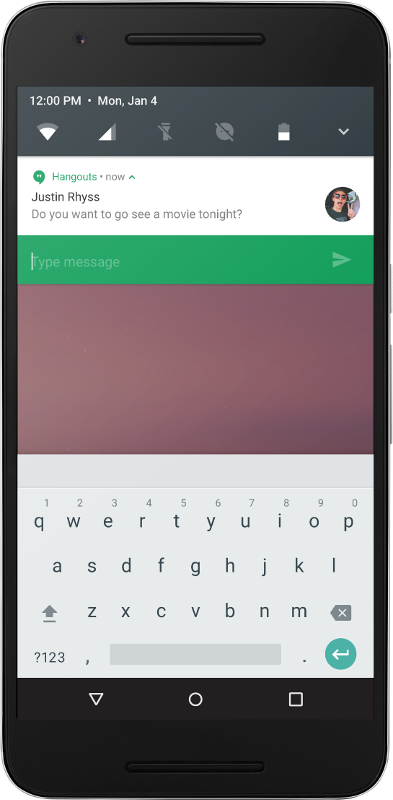 12:00 PM • Mon, Jan 4
Hangouts • now
Justin Rhyss
Do you want to go see a movie tonight?
Type message
1 2 3 4 5 6 7 8 9 0
q w e r t y u i o p
a s d f g h j k l
z x c v b n m
?123 , .